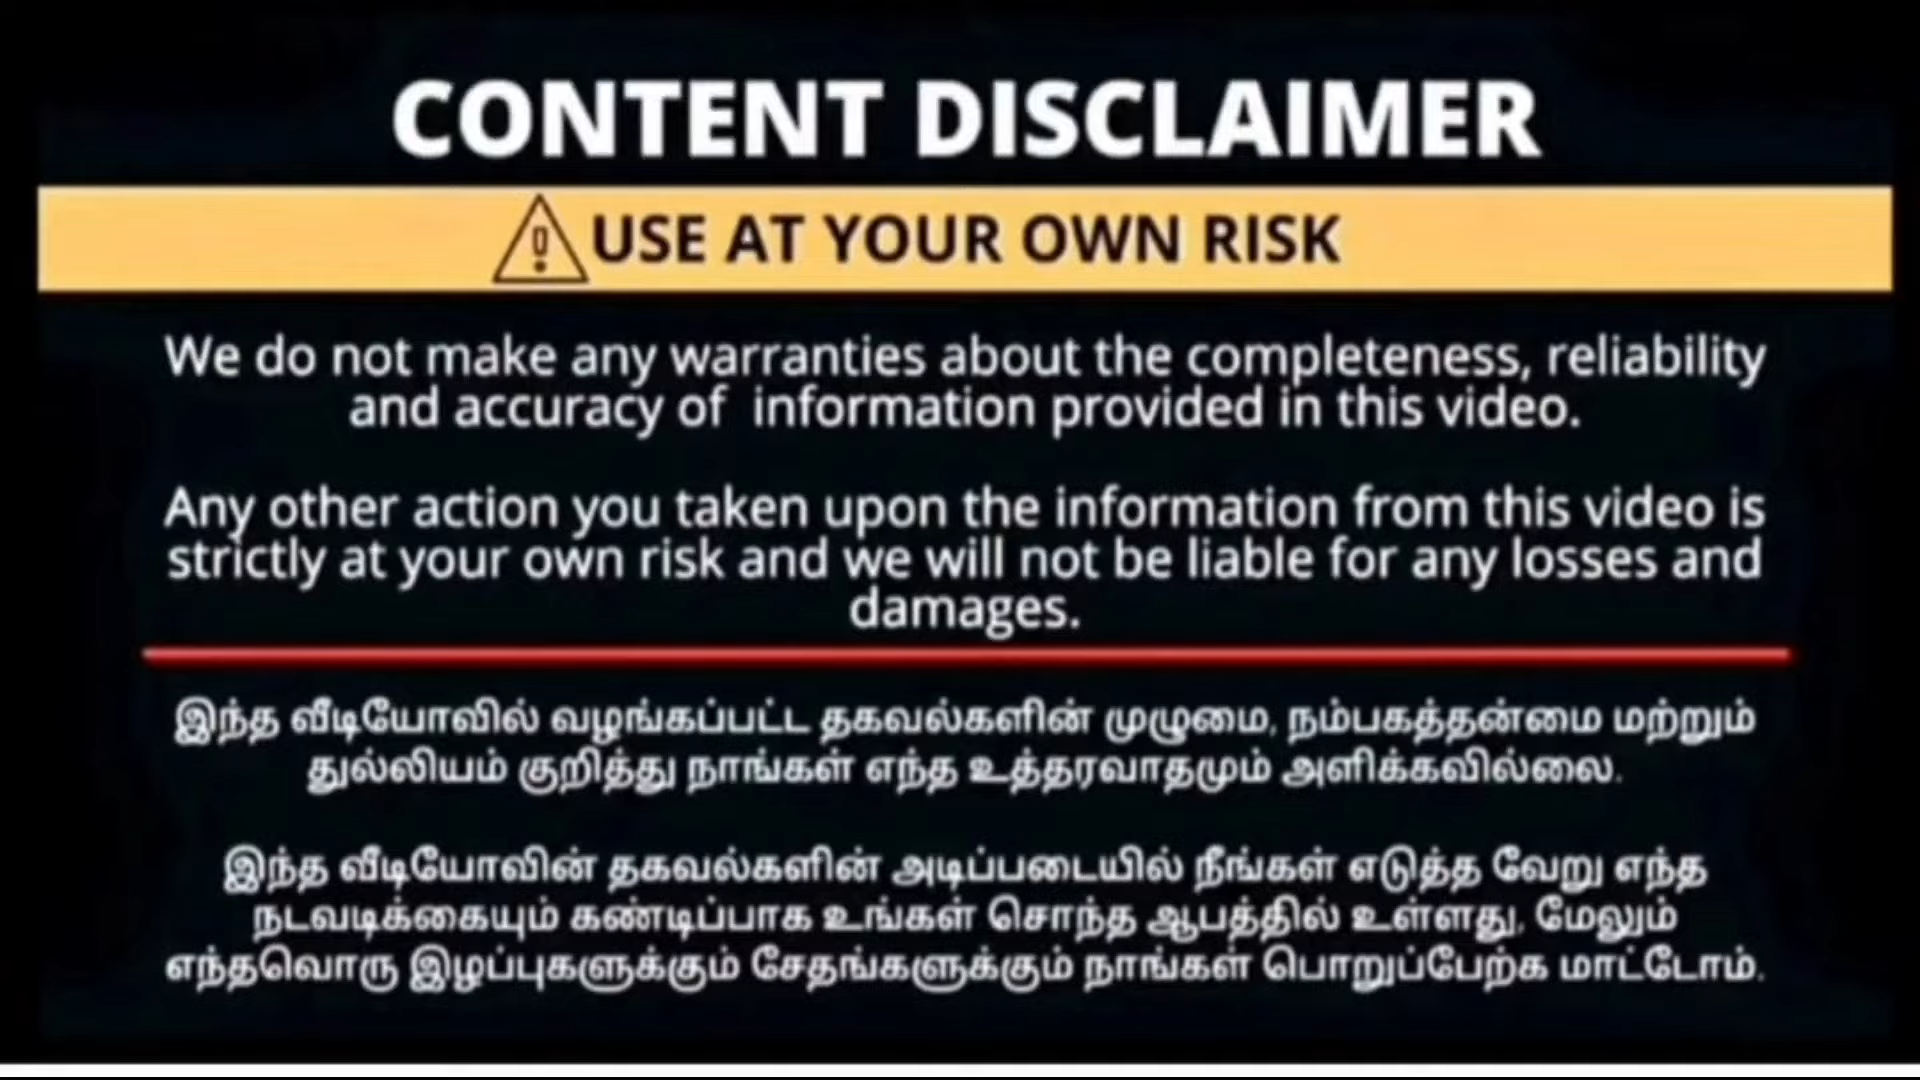 CONTENT DISCLAIMER
USE AT YOUR OWN RISK
We do not make any warranties about the completeness, reliability
and accuracy of information provided in this video.
Any other action you taken upon the information from this video is
strictly at your own risk and we will not be liable for any losses and
damages.
இந்த வீடியோவில் வழங்கப்பட்ட தகவல்களின் முழுமை, நம்பகத்தன்மை மற்றும்
துல்லியம் குறித்து நாங்கள் எந்த உத்தரவாதமும் அளிக்கவில்லை.
இந்த வீடியோவின் தகவல்களின் அடிப்படையில் நீங்கள் எடுத்த வேறு எந்த
நடவடிக்கையும் கண்டிப்பாக உங்கள் சொந்த ஆபத்தில் உள்ளது, மேலும்
எந்தவொரு இழப்புகளுக்கும் சேதங்களுக்கும் நாங்கள் பொறுப்பேற்க மாட்டோம்.